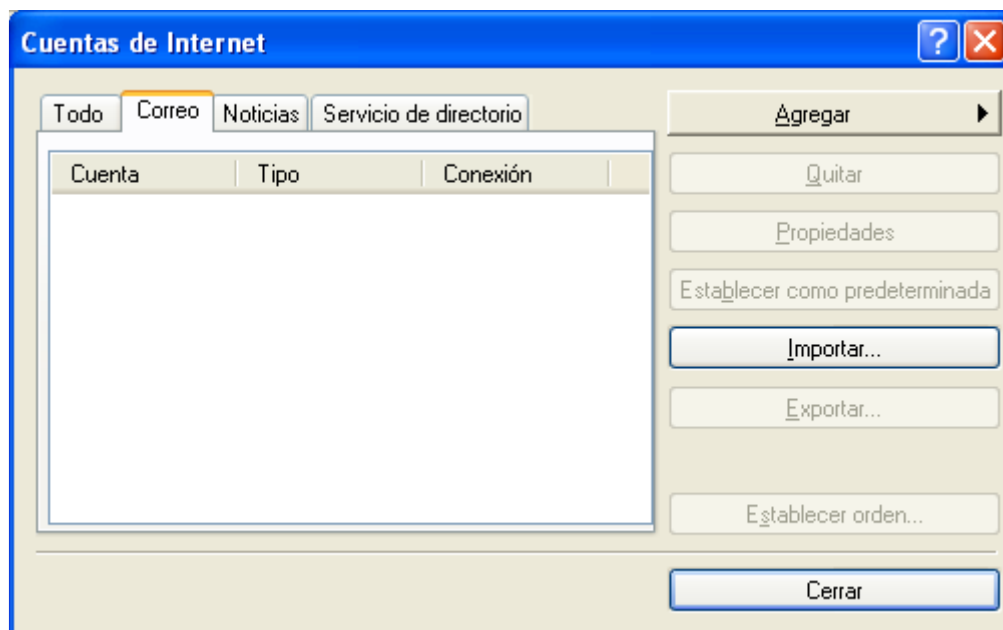 Cuentas de Internet
Todo Correo Noticias Servicio de directorio
Cuenta Tipo Conexión
Agregar
Quitar
Propiedades
Establecer como predeterminada
Importar...
Exportar...
Establecer orden...
Cerrar